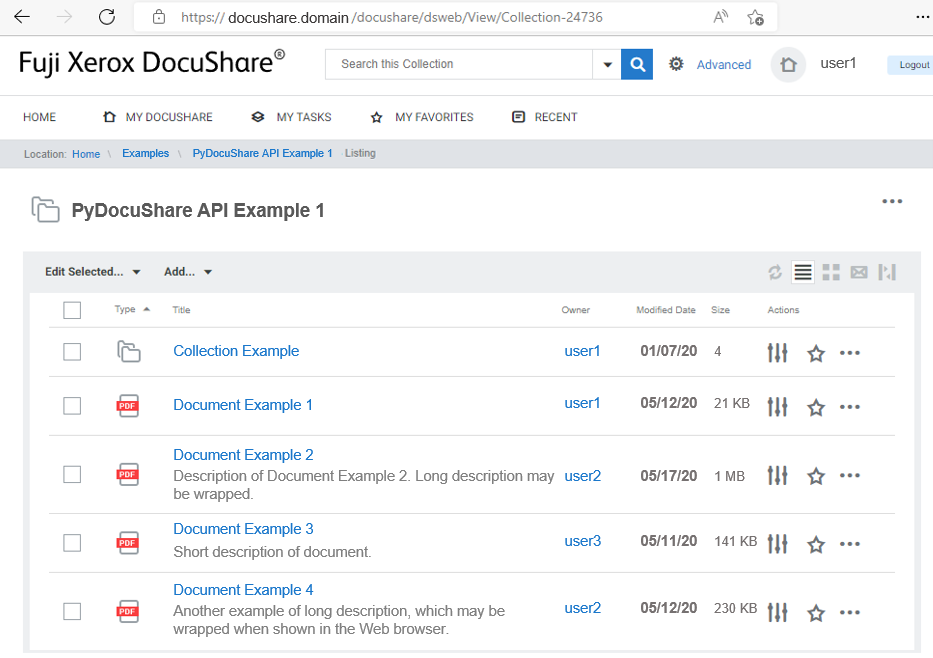 https:// docushare.domain /docushare/dsweb/View/Collection-24736
Fuji Xerox DocuShare®
Search this Collection
Advanced
user1
Logout
HOME
MY DOCUSHARE
MY TASKS
MY FAVORITES
RECENT
Location: Home \ Examples \ PyDocuShare API Example 1 Listing
PyDocuShare API Example 1
Edit Selected... Add...
Type Title Owner Modified Date Size Actions
Collection Example user1 01/07/20 4
PDF Document Example 1 user1 05/12/20 21 KB
Document Example 2
PDF Description of Document Example 2. Long description may user2 05/17/20 1 MB
be wrapped.
Document Example 3
PDF Short description of document. user3 05/11/20 141 KB
Document Example 4
PDF Another example of long description, which may be user2 05/12/20 230 KB
wrapped when shown in the Web browser.